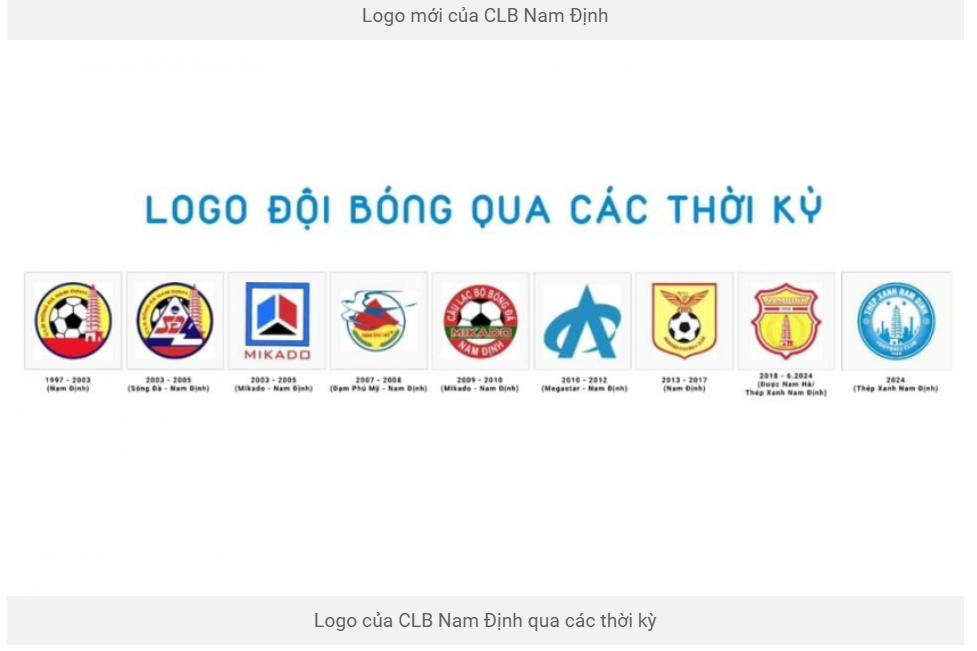 Logo mới của CLB Nam Định
LOGO ĐỘI BÓNG QUA CÁC THỜI KỲ
MIKADO
CÂU LẠC BỘ BÓNG ĐÁ
MIKADO
NAM ĐỊNH
THÉP XANH NAM ĐỊNH
FOOTBALL CLUB
1997 - 2003
(Nam Định)
2003 - 2005
(Sông Đà - Nam Định)
2003 - 2005
(Mikado - Nam Định)
2007 - 2008
(Đạm Phú Mỹ - Nam Định)
2009 - 2010
(Mikado - Nam Định)
2010 - 2012
(Megastar - Nam Định)
2013 - 2017
(Nam Định)
2018 - 6.2024
(Dược Nam Hà/
Thép Xanh Nam Định)
2024
(Thép Xanh Nam Định)
Logo của CLB Nam Định qua các thời kỳ